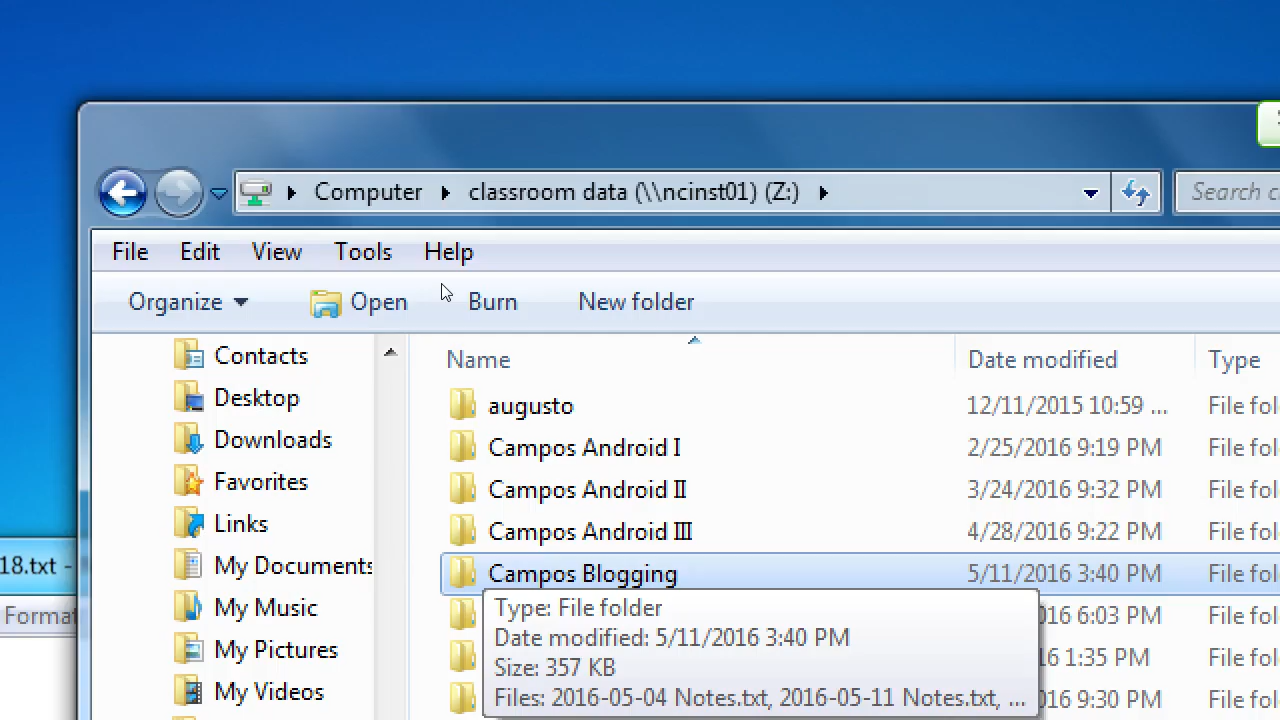 Computer classroom data (\\ncinst01) (Z:) Search c
File Edit View Tools Help
Organize Open Burn New folder
Name Date modified Type
Contacts
Desktop
Downloads
Favorites
Links
My Documents
My Music
My Pictures
My Videos
augusto 12/11/2015 10:59 ... File fol
Campos Android I 2/25/2016 9:19 PM File fol
Campos Android II 3/24/2016 9:32 PM File fol
Campos Android III 4/28/2016 9:22 PM File fol
Campos Blogging 5/11/2016 3:40 PM File fol
016 6:03 PM File fol
16 1:35 PM File fol
016 9:30 PM File fol
Type: File folder
Date modified: 5/11/2016 3:40 PM
Size: 357 KB
Files: 2016-05-04 Notes.txt, 2016-05-11 Notes.txt, ...
18.txt -
Format